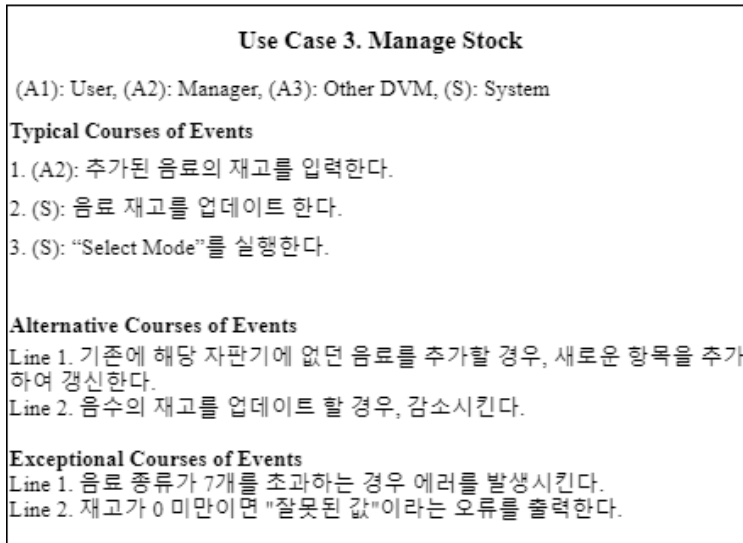 Use Case 3. Manage Stock
(A1): User, (A2): Manager, (A3): Other DVM, (S): System
Typical Courses of Events
1. (A2): 추가된 음료의 재고를 입력한다.
2. (S): 음료 재고를 업데이트 한다.
3. (S): “Select Mode”를 실행한다.
Alternative Courses of Events
Line 1. 기존에 해당 자판기에 없던 음료를 추가할 경우, 새로운 항목을 추가
하여 갱신한다.
Line 2. 음수의 재고를 업데이트 할 경우, 감소시킨다.
Exceptional Courses of Events
Line 1. 음료 종류가 7개를 초과하는 경우 에러를 발생시킨다.
Line 2. 재고가 0 미만이면 "잘못된 값"이라는 오류를 출력한다.